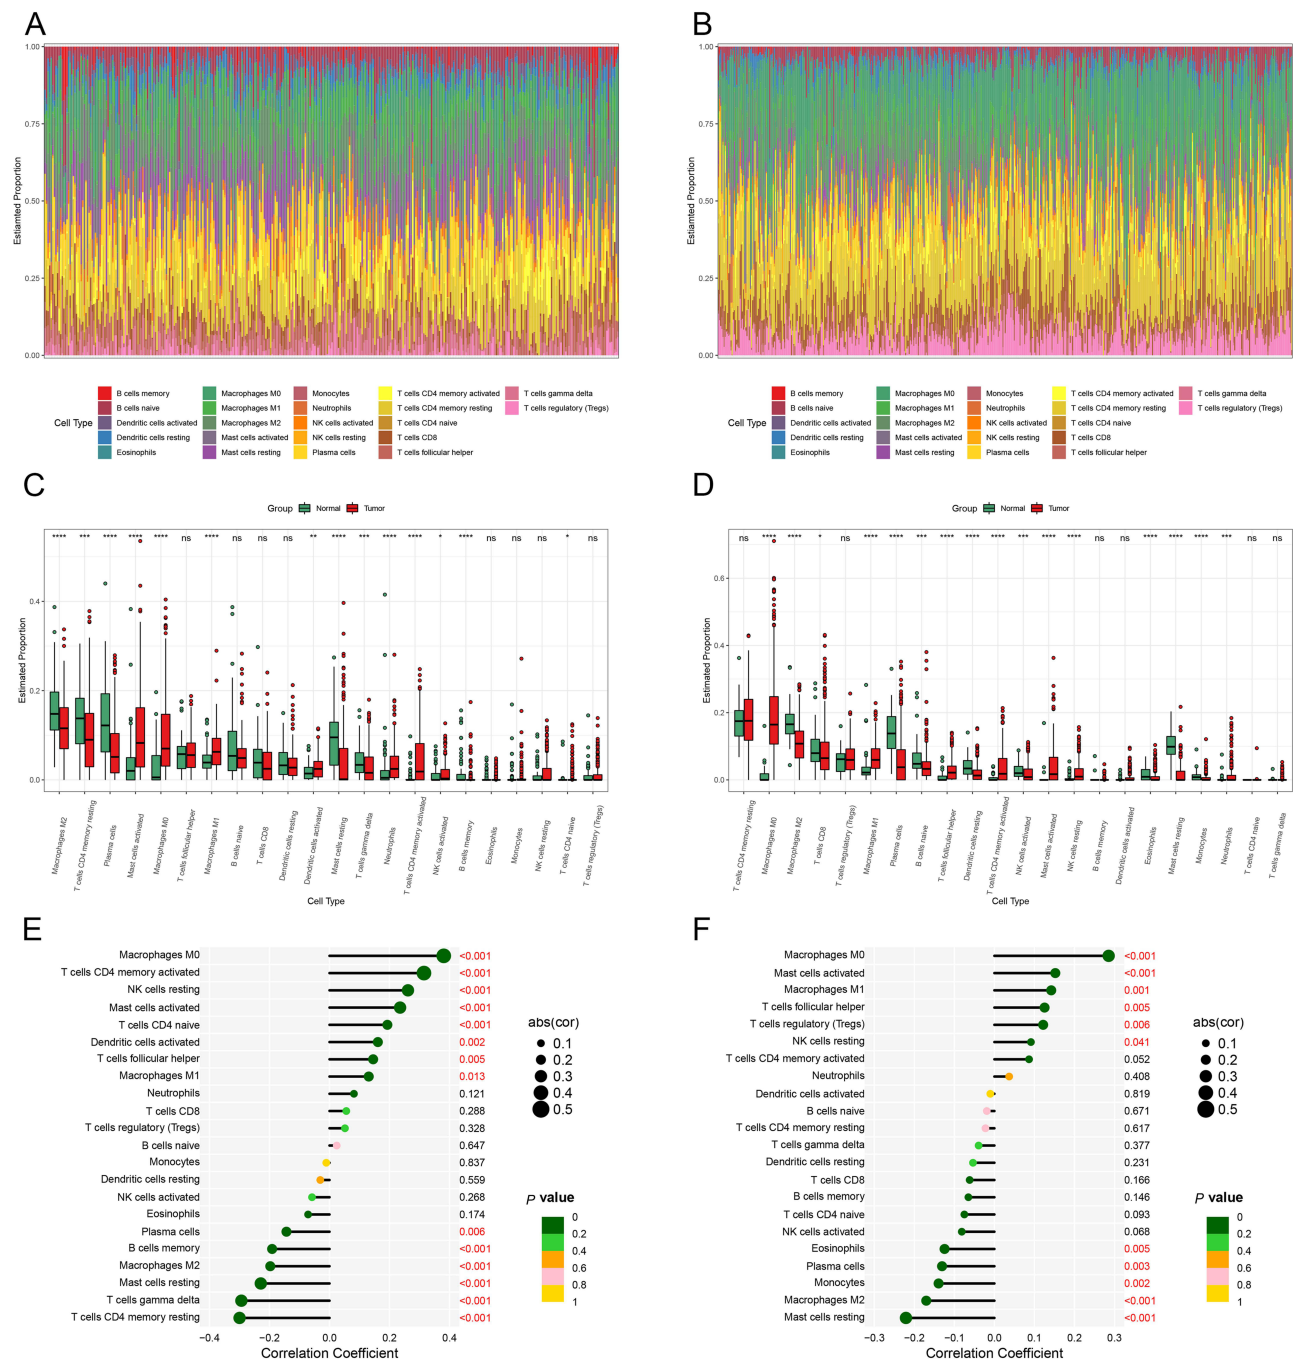 A
1.00
0.75
0.50
0.25
0.00
Estiamted Proportion
Cell Type
B cells memory
B cells naive
Dendritic cells activated
Dendritic cells resting
Eosinophils
Macrophages M0
Macrophages M1
Macrophages M2
Mast cells activated
Mast cells resting
Monocytes
Neutrophils
NK cells activated
NK cells resting
Plasma cells
T cells CD4 memory activated
T cells CD4 memory resting
T cells CD4 naive
T cells CD8
T cells follicular helper
T cells gamma delta
T cells regulatory (Tregs)
B
1.00
0.75
0.50
0.25
0.00
Estiamted Proportion
Cell Type
B cells memory
B cells naive
Dendritic cells activated
Dendritic cells resting
Eosinophils
Macrophages M0
Macrophages M1
Macrophages M2
Mast cells activated
Mast cells resting
Monocytes
Neutrophils
NK cells activated
NK cells resting
Plasma cells
T cells CD4 memory activated
T cells CD4 memory resting
T cells CD4 naive
T cells CD8
T cells follicular helper
T cells gamma delta
T cells regulatory (Tregs)
C
Group Normal Tumor
**** *** **** **** **** ns **** ns ns ns ** **** *** **** **** * **** ns ns ns * ns
0.4
0.2
0.0
Estimated Proportion
Macrophages M2
T cells CD4 memory resting
Plasma cells
Mast cells activated
Macrophages M0
T cells follicular helper
Macrophages M1
B cells naive
T cells CD8
Dendritic cells resting
Dendritic cells activated
Mast cells resting
T cells gamma delta
Neutrophils
T cells CD4 memory activated
NK cells activated
B cells memory
Eosinophils
Monocytes
NK cells resting
T cells CD4 naive
T cells regulatory (Tregs)
Cell Type
D
Group Normal Tumor
ns **** **** * ns **** **** *** **** **** **** *** **** **** ns ns **** **** **** *** ns ns
0.6
0.4
0.2
0.0
Estimated Proportion
T cells CD4 memory resting
Macrophages M0
Macrophages M2
T cells CD8
T cells regulatory (Tregs)
Macrophages M1
Plasma cells
B cells naive
T cells follicular helper
Dendritic cells resting
T cells CD4 memory activated
NK cells activated
Mast cells activated
NK cells resting
B cells memory
Dendritic cells activated
Eosinophils
Mast cells resting
Monocytes
Neutrophils
T cells CD4 naive
T cells gamma delta
Cell Type
E
Macrophages M0 <0.001
T cells CD4 memory activated <0.001
NK cells resting <0.001
Mast cells activated <0.001
T cells CD4 naive <0.001
Dendritic cells activated 0.002
T cells follicular helper 0.005
Macrophages M1 0.013
Neutrophils 0.121
T cells CD8 0.288
T cells regulatory (Tregs) 0.328
B cells naive 0.647
Monocytes 0.837
Dendritic cells resting 0.559
NK cells activated 0.268
Eosinophils 0.174
Plasma cells 0.006
B cells memory <0.001
Macrophages M2 <0.001
Mast cells resting <0.001
T cells gamma delta <0.001
T cells CD4 memory resting <0.001
−0.4 −0.2 0.0 0.2 0.4
Correlation Coefficient
abs(cor)
0.1
0.2
0.3
0.4
0.5
P value
0
0.2
0.4
0.6
0.8
1
F
Macrophages M0 <0.001
Mast cells activated <0.001
Macrophages M1 0.001
T cells follicular helper 0.005
T cells regulatory (Tregs) 0.006
NK cells resting 0.041
T cells CD4 memory activated 0.052
Neutrophils 0.408
Dendritic cells activated 0.819
B cells naive 0.671
T cells CD4 memory resting 0.617
T cells gamma delta 0.377
Dendritic cells resting 0.231
T cells CD8 0.166
B cells memory 0.146
T cells CD4 naive 0.093
NK cells activated 0.068
Eosinophils 0.005
Plasma cells 0.003
Monocytes 0.002
Macrophages M2 <0.001
Mast cells resting <0.001
−0.3 −0.2 −0.1 0.0 0.1 0.2 0.3
Correlation Coefficient
abs(cor)
0.1
0.2
0.3
0.4
0.5
P value
0
0.2
0.4
0.6
0.8
1